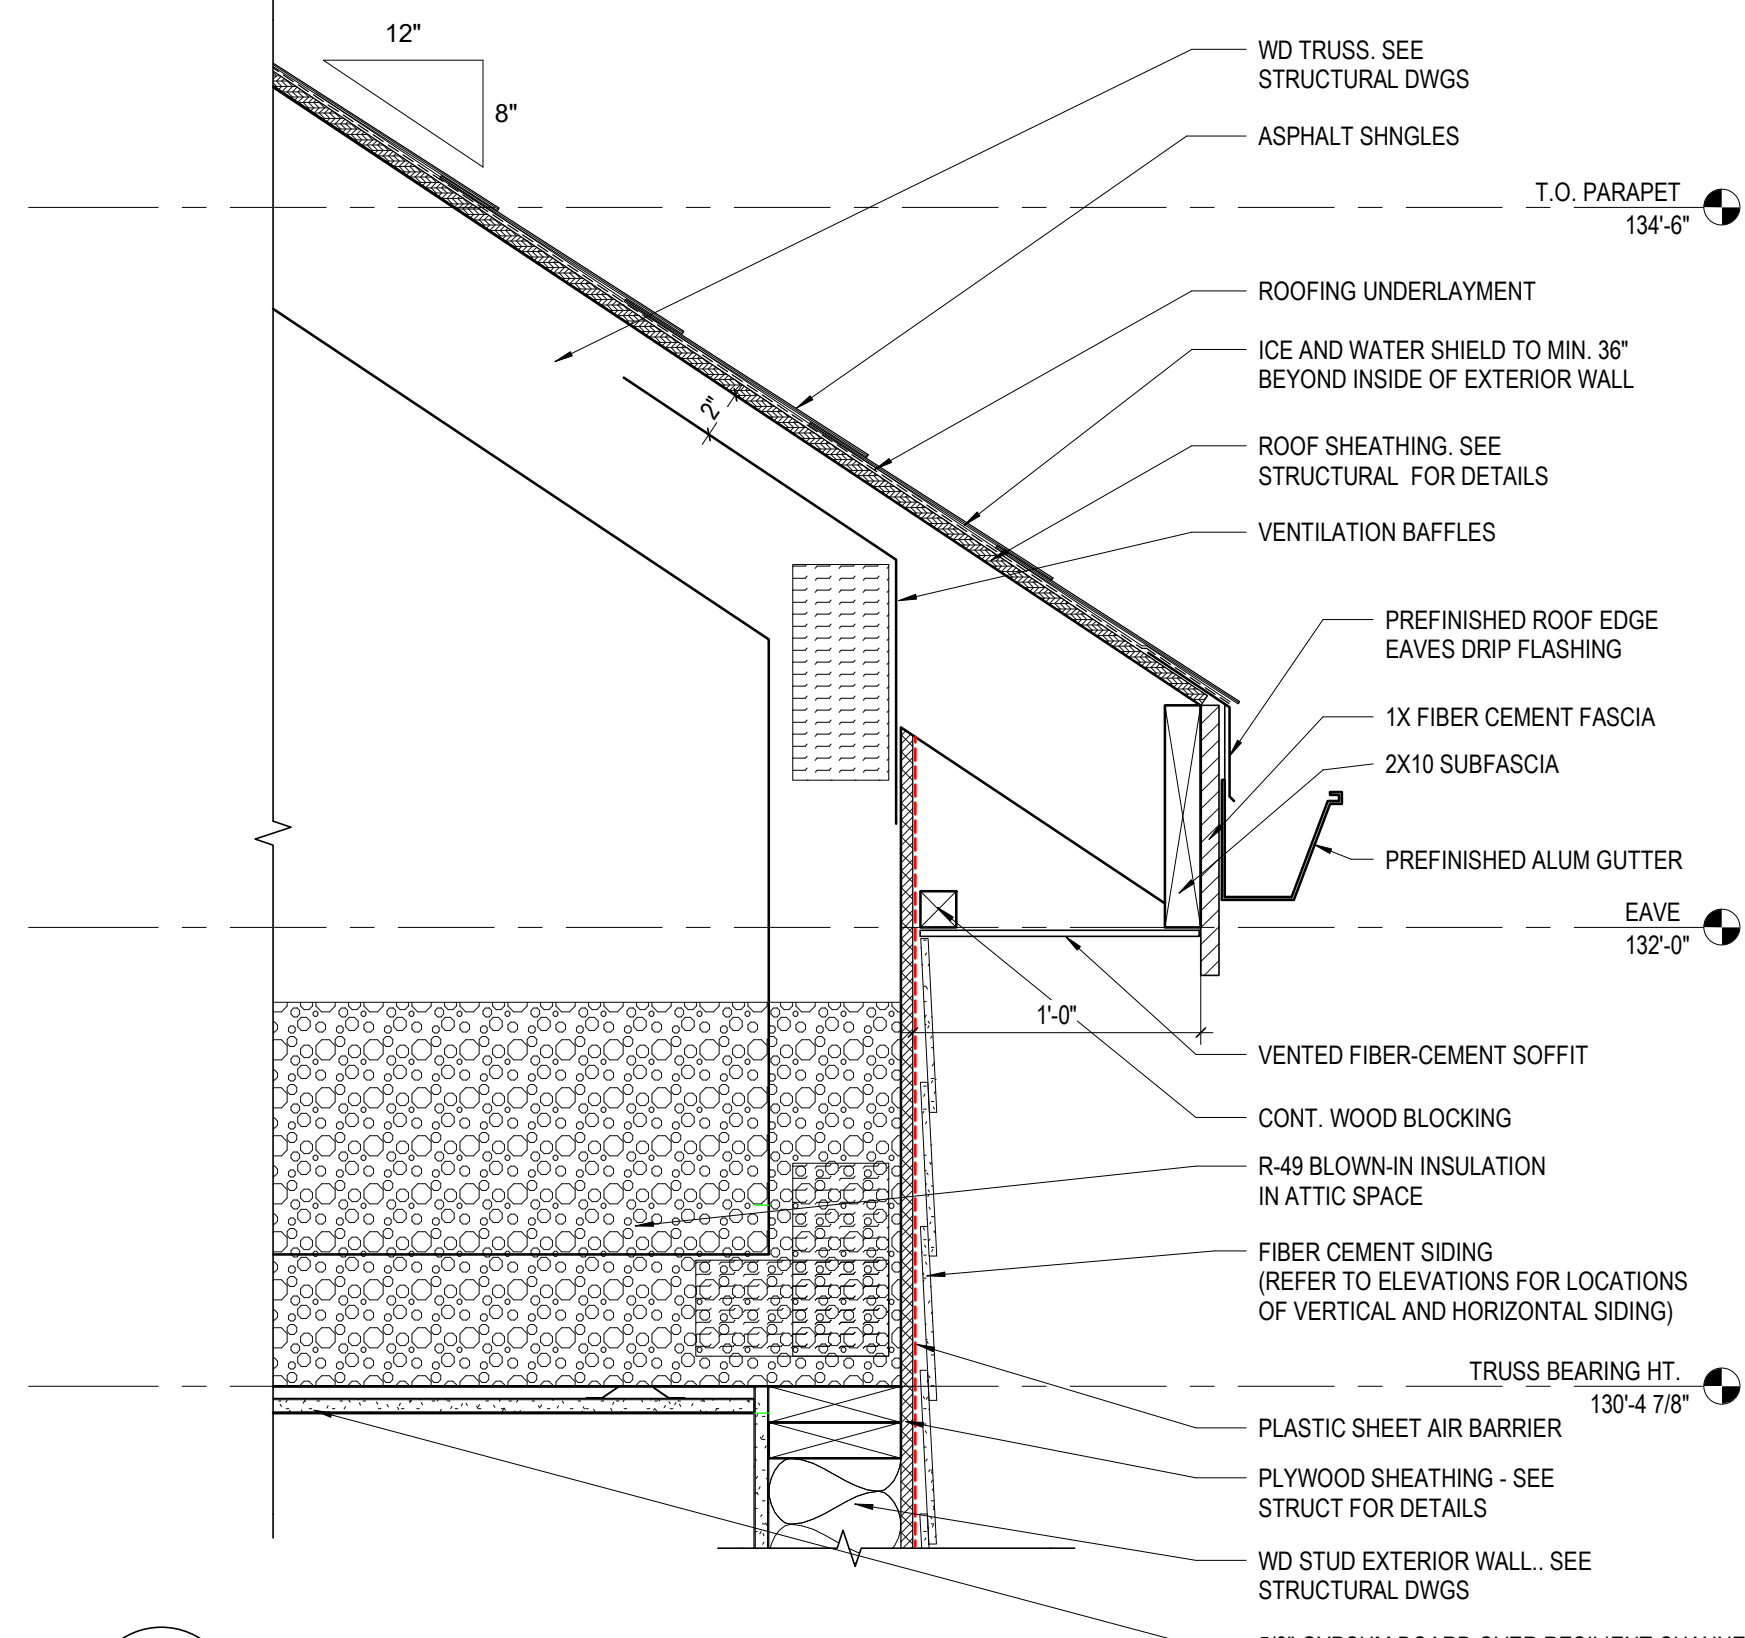 12"
8"
WD TRUSS. SEE
STRUCTURAL DWGS
ASPHALT SHNGLES
T.O. PARAPET
134'-6"
ROOFING UNDERLAYMENT
ICE AND WATER SHIELD TO MIN. 36"
BEYOND INSIDE OF EXTERIOR WALL
2"
ROOF SHEATHING. SEE
STRUCTURAL FOR DETAILS
VENTILATION BAFFLES
PREFINISHED ROOF EDGE
EAVES DRIP FLASHING
1X FIBER CEMENT FASCIA
2X10 SUBFASCIA
PREFINISHED ALUM GUTTER
EAVE
132'-0"
1'-0"
VENTED FIBER-CEMENT SOFFIT
CONT. WOOD BLOCKING
R-49 BLOWN-IN INSULATION
IN ATTIC SPACE
FIBER CEMENT SIDING
(REFER TO ELEVATIONS FOR LOCATIONS
OF VERTICAL AND HORIZONTAL SIDING)
TRUSS BEARING HT.
130'-4 7/8"
PLASTIC SHEET AIR BARRIER
PLYWOOD SHEATHING - SEE
STRUCT FOR DETAILS
WD STUD EXTERIOR WALL.. SEE
STRUCTURAL DWGS